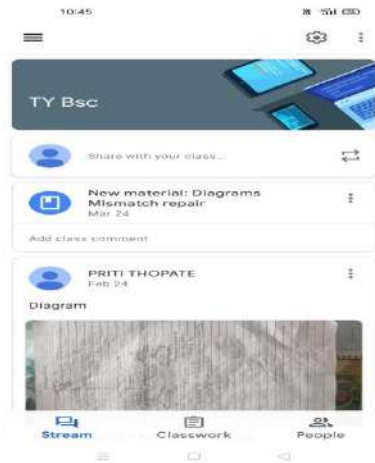 10:45
TY Bsc
Share with your class...
New material: Diagrams
Mismatch repair
Mar 24
Add class comment
PRITI THOPATE
Feb 24
Diagram
Stream
Classwork
People